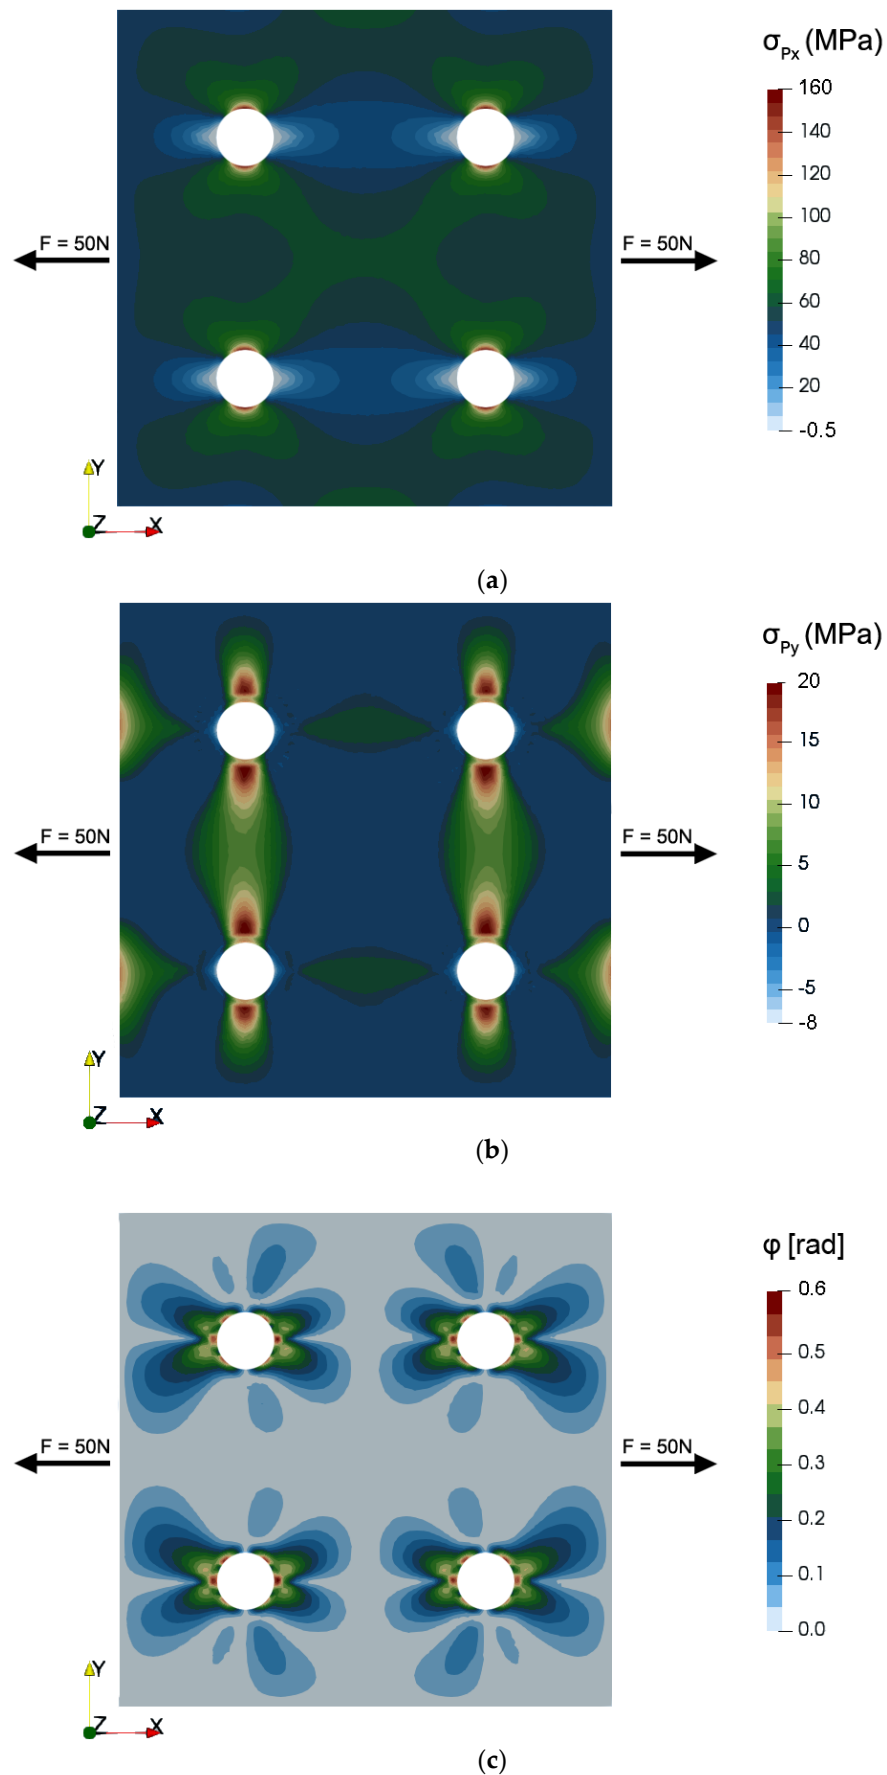 σPx (MPa)
160
140
120
100
80
60
40
20
-0.5
F = 50N
F = 50N
Y
Z
X
(a)
σPy (MPa)
20
15
10
5
0
-5
-8
F = 50N
F = 50N
Y
Z
X
(b)
φ [rad]
0.6
0.5
0.4
0.3
0.2
0.1
0.0
F = 50N
F = 50N
Y
Z
X
(c)